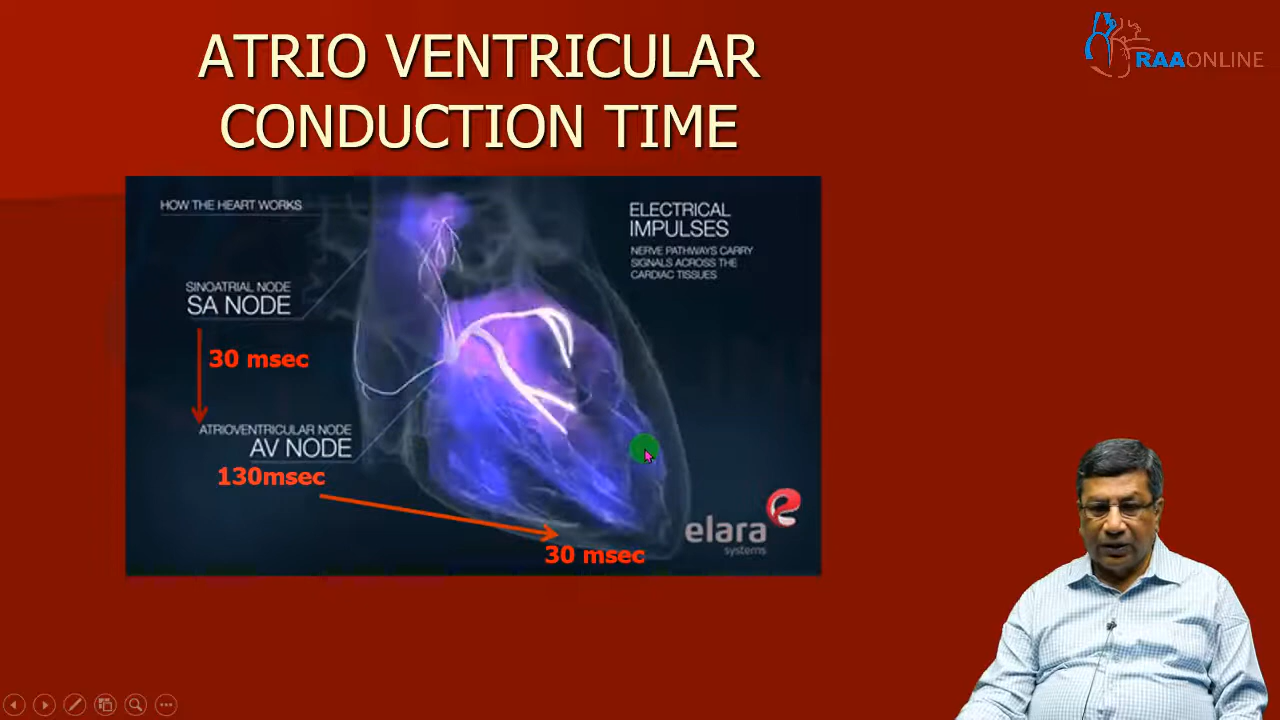 ATRIO VENTRICULAR
CONDUCTION TIME
RAAONLINE
HOW THE HEART WORKS
ELECTRICAL
IMPULSES
NERVE PATHWAYS CARRY
SIGNALS ACROSS THE
CARDIAC TISSUES
SINOATRIAL NODE
SA NODE
30 msec
ATRIOVENTRICULAR NODE
AV NODE
130msec
30 msec
elara
systems